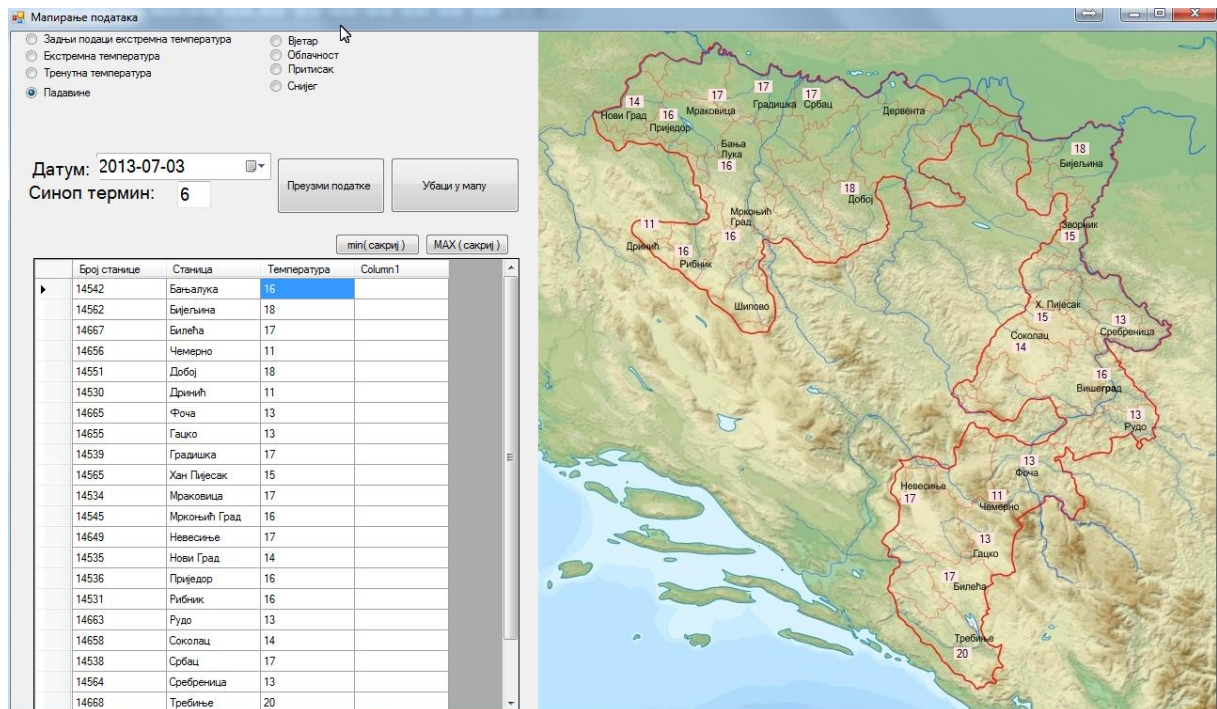 Мапирање података
Задњи подаци екстремна температура
Екстремна температура
Тренутна температура
Падавине
Вјетар
Облачност
Притисак
Снијег
Датум: 2013-07-03
Синоп термин: 6
Преузми податке
Убаци у мапу
min( сакриј )
MAX ( сакриј )
Број станице Станица Температура Column1
14542 Бањалука 16
14562 Бијељина 18
14667 Билећа 17
14656 Чемерно 11
14551 Добој 18
14530 Дринић 11
14665 Фоча 13
14655 Гацко 13
14539 Градишка 17
14565 Хан Пијесак 15
14534 Мраковица 17
14545 Мркоњић Град 16
14649 Невесиње 17
14535 Нови Град 14
14536 Приједор 16
14531 Рибник 16
14663 Рудо 13
14658 Соколац 14
14538 Србац 17
14564 Сребреница 13
14668 Требиње 20
14
Нови Град
16
Приједор
17
Мраковица
17
Градишка
17
Србац
Дервента
Бања
Лука
16
18
Бијељина
18
Добој
Мркоњић
Град
16
11
Дринић
16
Рибник
Зворник
15
Шипово
Х. Пијесак
15
13
Сребреница
Соколац
14
16
Вишеград
13
Рудо
13
Фоча
Невесиње
17
11
Чемерно
13
Гацко
17
Билећа
Требиње
20